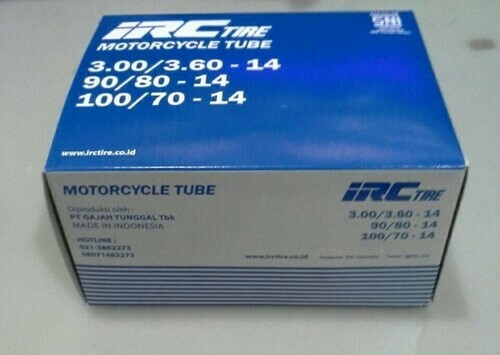 IRC TIRE
MOTORCYCLE TUBE
3.00/3.60 - 14
90/80 - 14
100/70 - 14
www.irctire.co.id
SNI
MOTORCYCLE TUBE
Diproduksi oleh :
PT GAJAH TUNGGAL Tbk
MADE IN INDONESIA
HOTLINE :
IRC TIRE
3.00/3.60 - 14
90/80 - 14
100/70 - 14
www.irctire.co.id